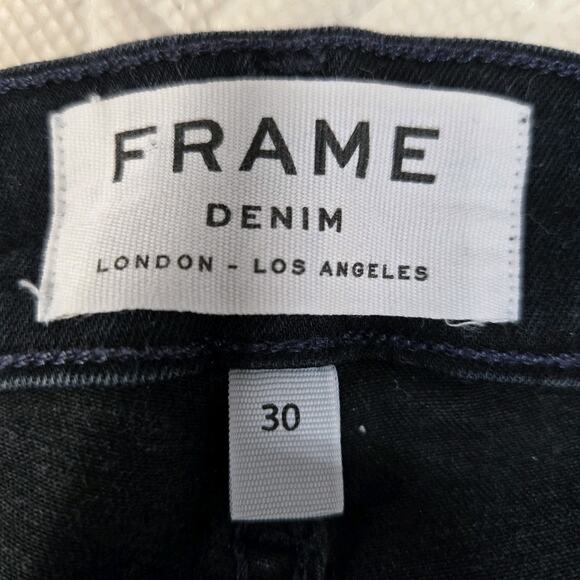 FRAME
DENIM
LONDON - LOS ANGELES
30